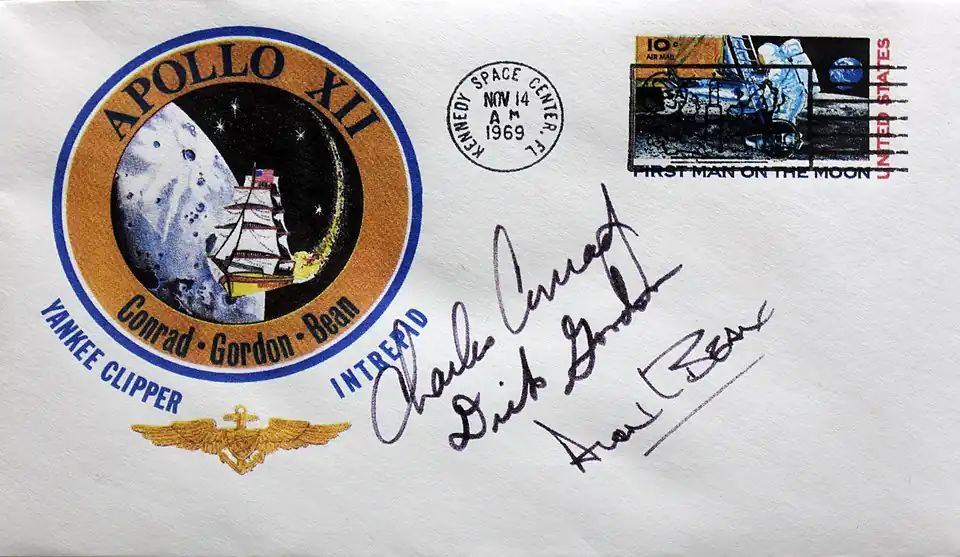 APOLLO XII
Conrad · Gordon · Bean
YANKEE CLIPPER
INTREPID
KENNEDY SPACE CENTER, FL
NOV 14
A M
1969
10¢
AIR MAIL
UNITED STATES
FIRST MAN ON THE MOON
Charles Conrad
Dick Gordon
Alan BEAN